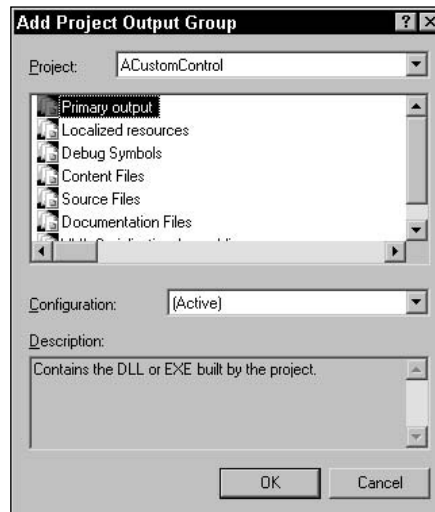 Add Project Output Group
Project: ACustomControl
Primary output
Localized resources
Debug Symbols
Content Files
Source Files
Documentation Files
Configuration: (Active)
Description:
Contains the DLL or EXE built by the project.
OK Cancel